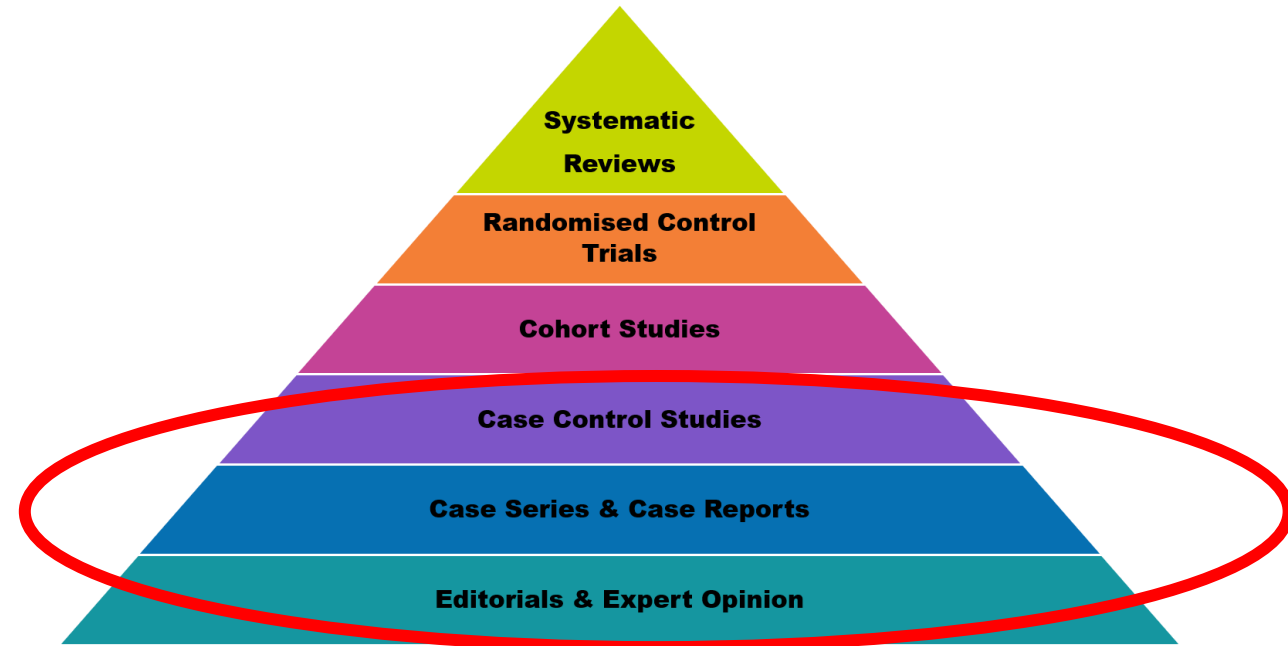 Systematic
Reviews
Randomised Control
Trials
Cohort Studies
Case Control Studies
Case Series & Case Reports
Editorials & Expert Opinion